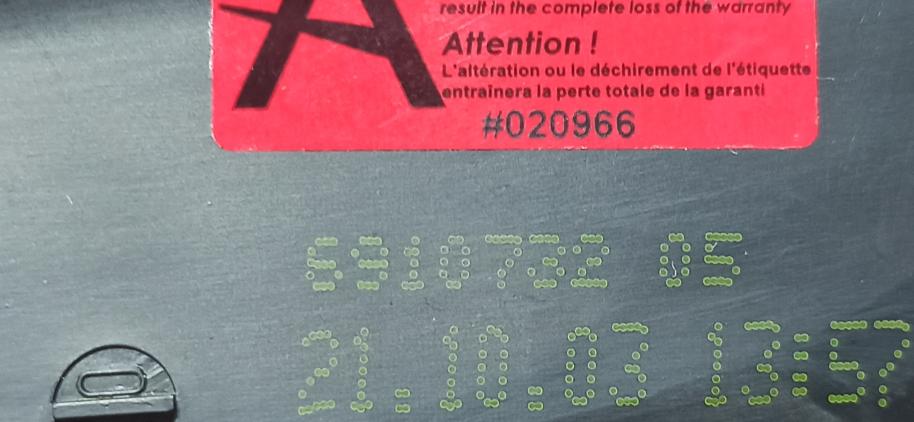 result in the complete loss of the warranty
Attention !
L'altération ou le déchirement de l'étiquette
entraînera la perte totale de la garanti
#020966
6910732 05
21.10.03 13:57